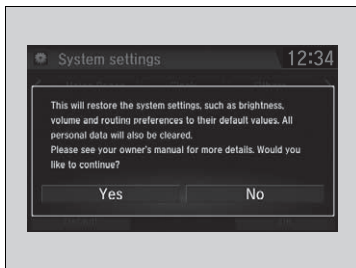 System settings
12:34
This will restore the system settings, such as brightness,
volume and routing preferences to their default values. All
personal data will also be cleared.
Please see your owner's manual for more details. Would you
like to continue?
Yes
No